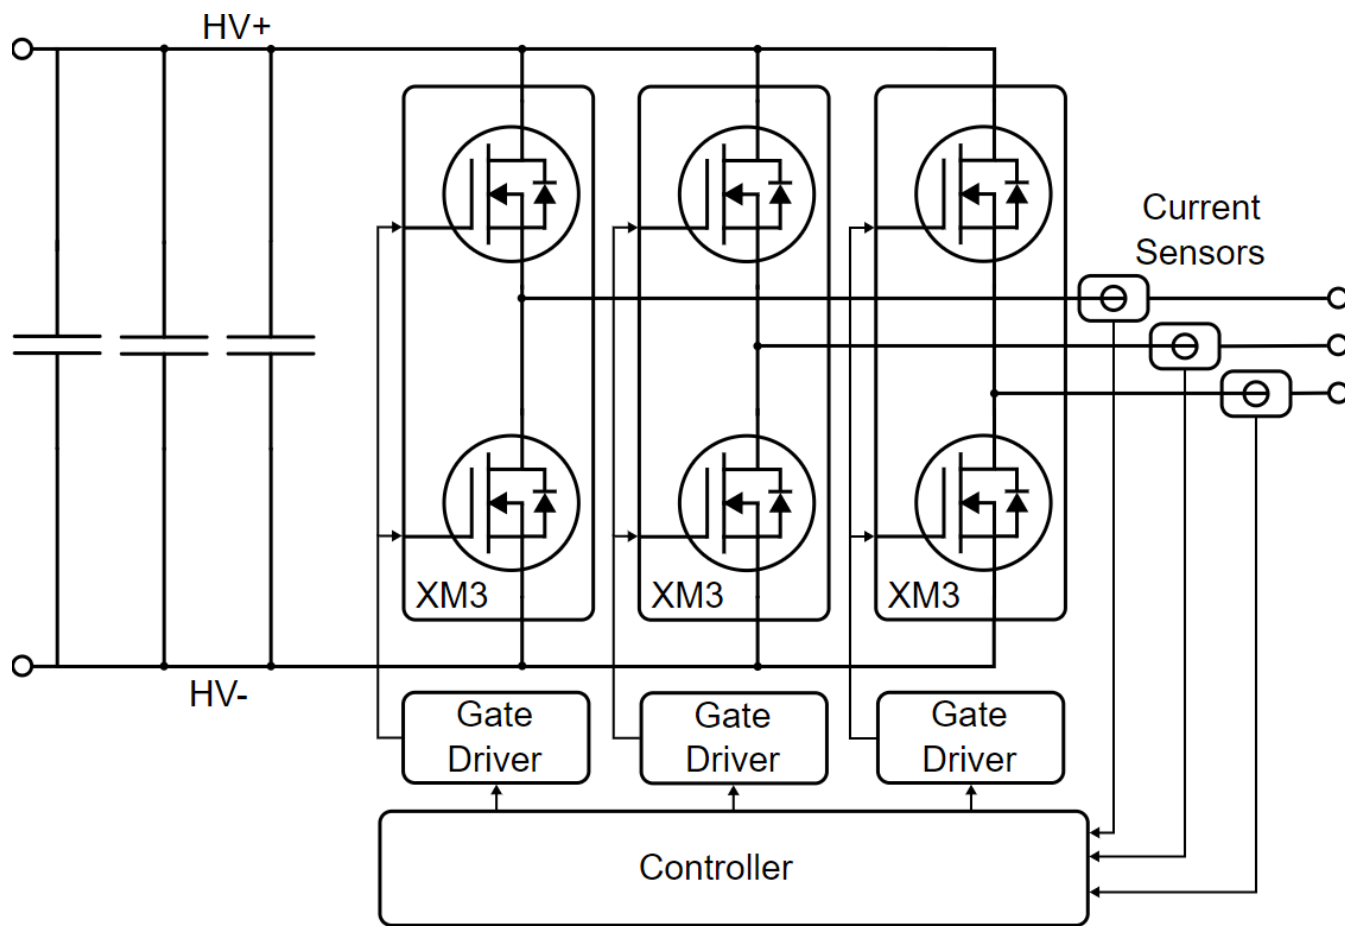 HV+
Current
Sensors
XM3
XM3
XM3
HV-
Gate
Driver
Gate
Driver
Gate
Driver
Controller